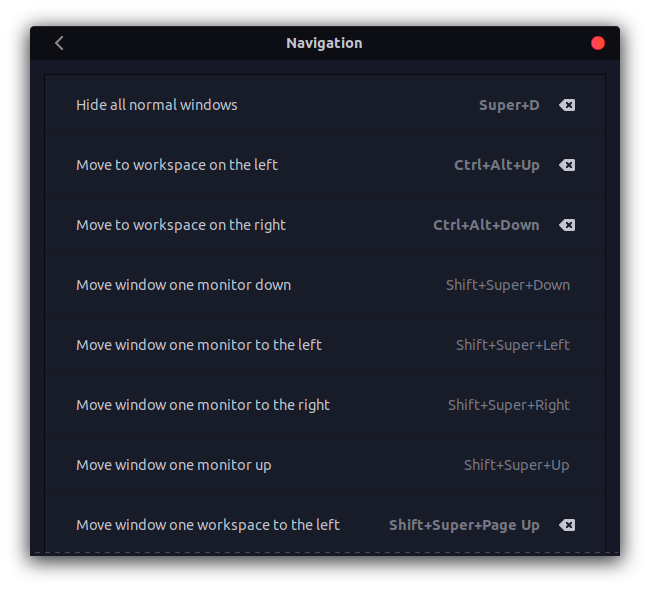 Navigation
Hide all normal windows Super+D
Move to workspace on the left Ctrl+Alt+Up
Move to workspace on the right Ctrl+Alt+Down
Move window one monitor down Shift+Super+Down
Move window one monitor to the left Shift+Super+Left
Move window one monitor to the right Shift+Super+Right
Move window one monitor up Shift+Super+Up
Move window one workspace to the left Shift+Super+Page Up